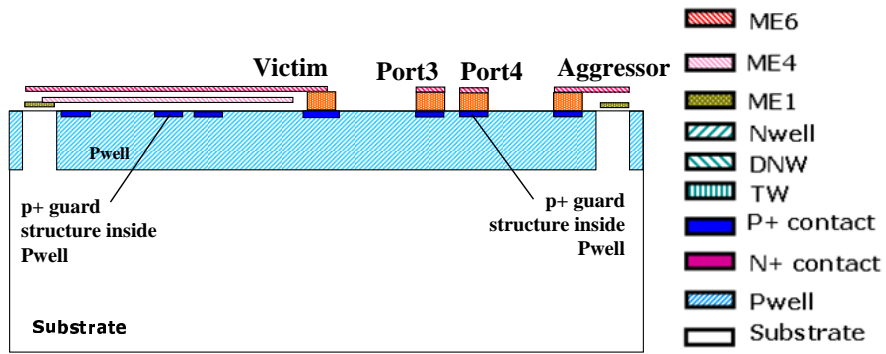 Victim
Port3
Port4
Aggressor
Pwell
p+ guard
structure inside
Pwell
p+ guard
structure inside
Pwell
Substrate
ME6
ME4
ME1
Nwell
DNW
TW
P+ contact
N+ contact
Pwell
Substrate